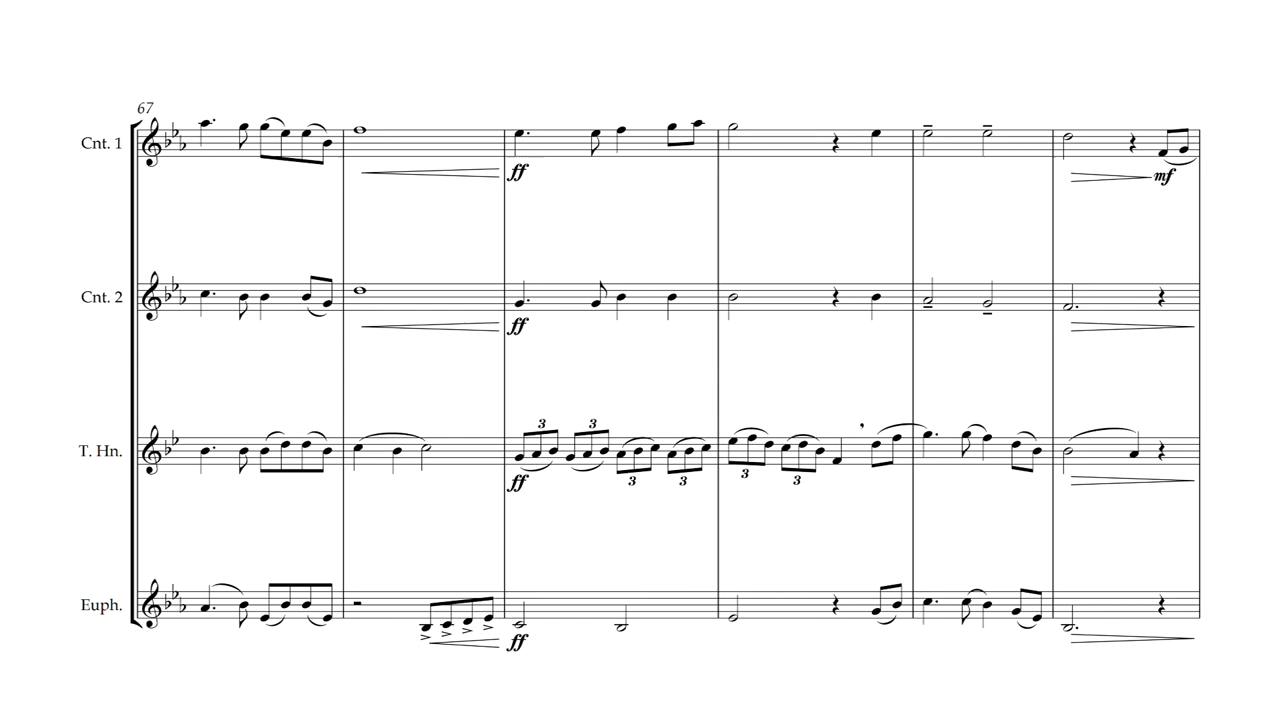 67
Cnt. 1
ff
mf
Cnt. 2
ff
3 3
T. Hn.
3 3 3 3
ff
Euph.
ff